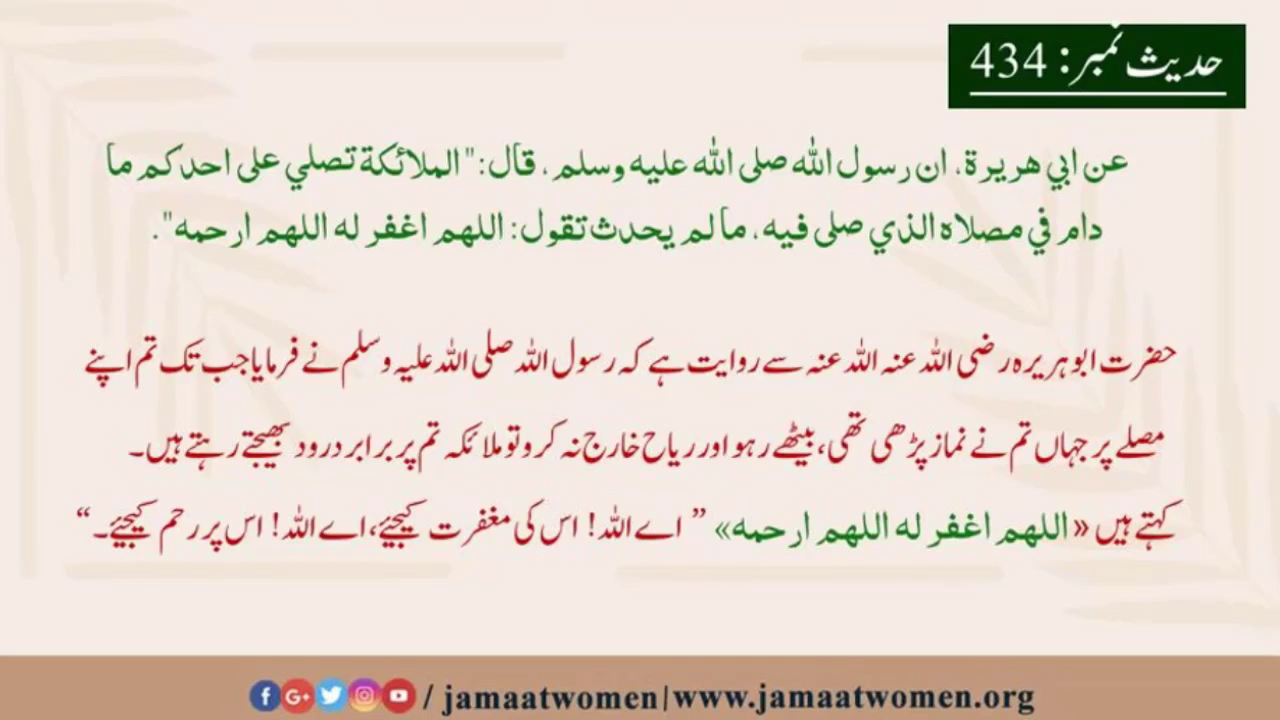 حدیث نمبر: 434
عن ابي هريرة، ان رسول الله صلى الله عليه وسلم، قال:"الملائكة تصلي على احدكم ما
دام في مصلاه الذي صلى فيه، ما لم يحدث تقول: اللهم اغفر له اللهم ارحمه".
حضرت ابوہریرہ رضی اللہ عنہ اللہ عنہ سے روایت ہے کہ رسول اللہ صلی اللہ علیہ وسلم نے فرمایا جب تک تم اپنے
مصلے پر جہاں تم نے نماز پڑھی تھی، بیٹھے رہو اور ریاح خارج نہ کرو تو ملائکہ تم پر برابر درود بھیجتے رہتے ہیں۔
کہتے ہیں «اللهم اغفر له اللهم ارحمه» ”اے اللہ! اس کی مغفرت کیجیئے، اے اللہ! اس پر رحم کیجیئے۔“
/ jamaatwomen|www.jamaatwomen.org